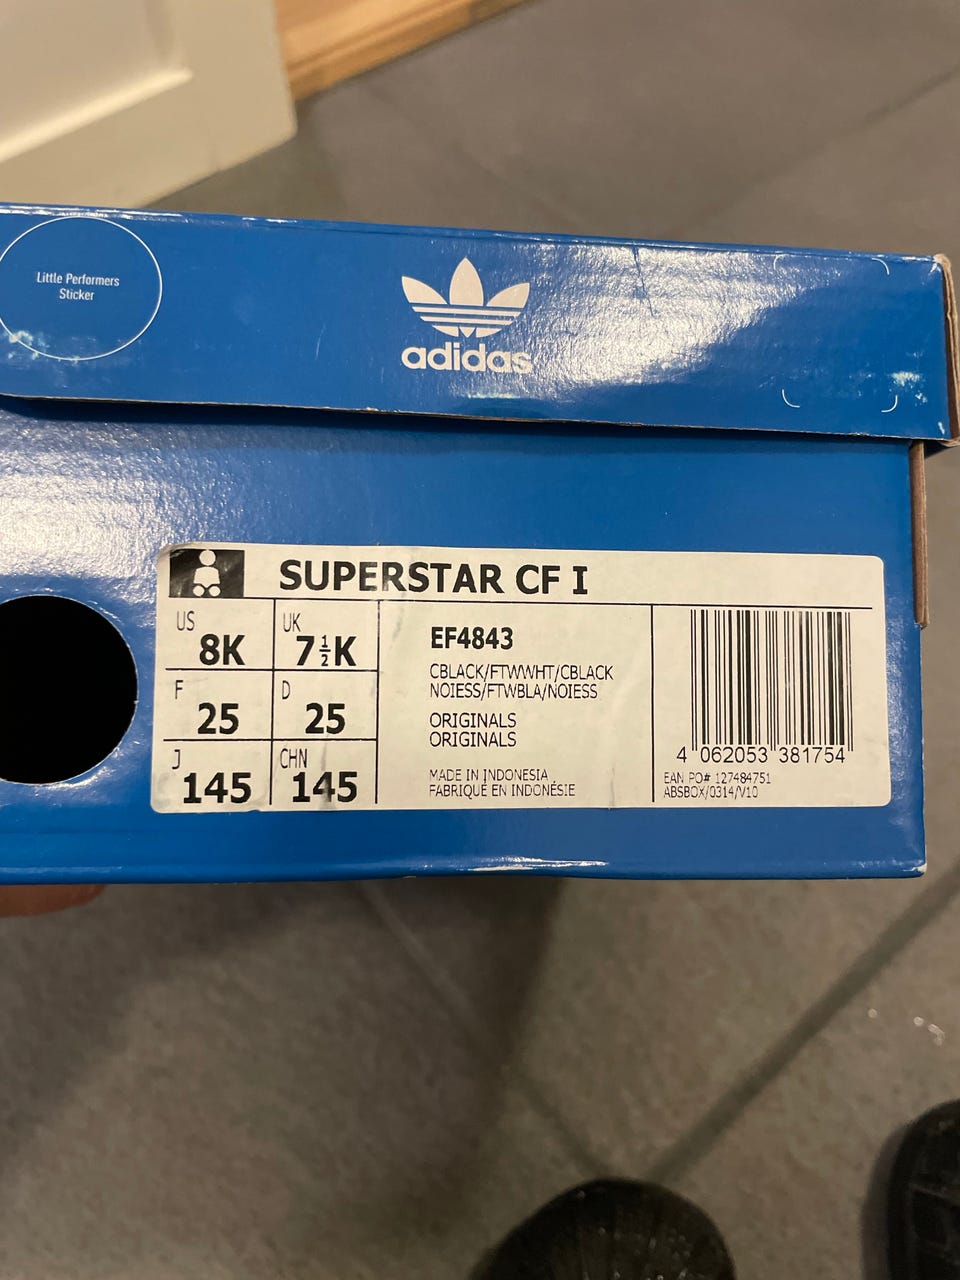 Little Performers
Sticker
adidas
SUPERSTAR CF I
US
8K
UK
7½K
F
25
D
25
J
145
CHN
145
EF4843
CBLACK/FTWWHT/CBLACK
NOIESS/FTWBLA/NOIESS
ORIGINALS
ORIGINALS
MADE IN INDONESIA
FABRIQUÉ EN INDONÉSIE
4 062053 381754
EAN PO# 127484751
ABSBOX/0314/V10